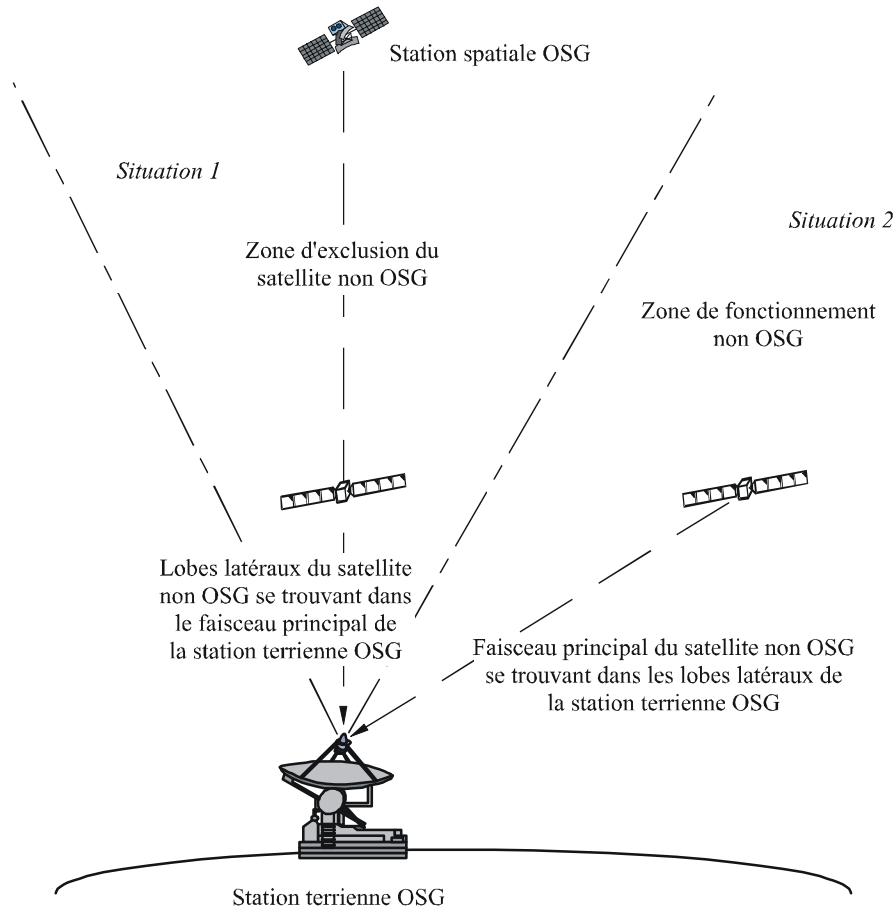 Station spatiale OSG
Situation 1
Situation 2
Zone d'exclusion du
satellite non OSG
Zone de fonctionnement
non OSG
Lobes latéraux du satellite
non OSG se trouvant dans
le faisceau principal de
la station terrienne OSG
Faisceau principal du satellite non OSG
se trouvant dans les lobes latéraux de
la station terrienne OSG
Station terrienne OSG